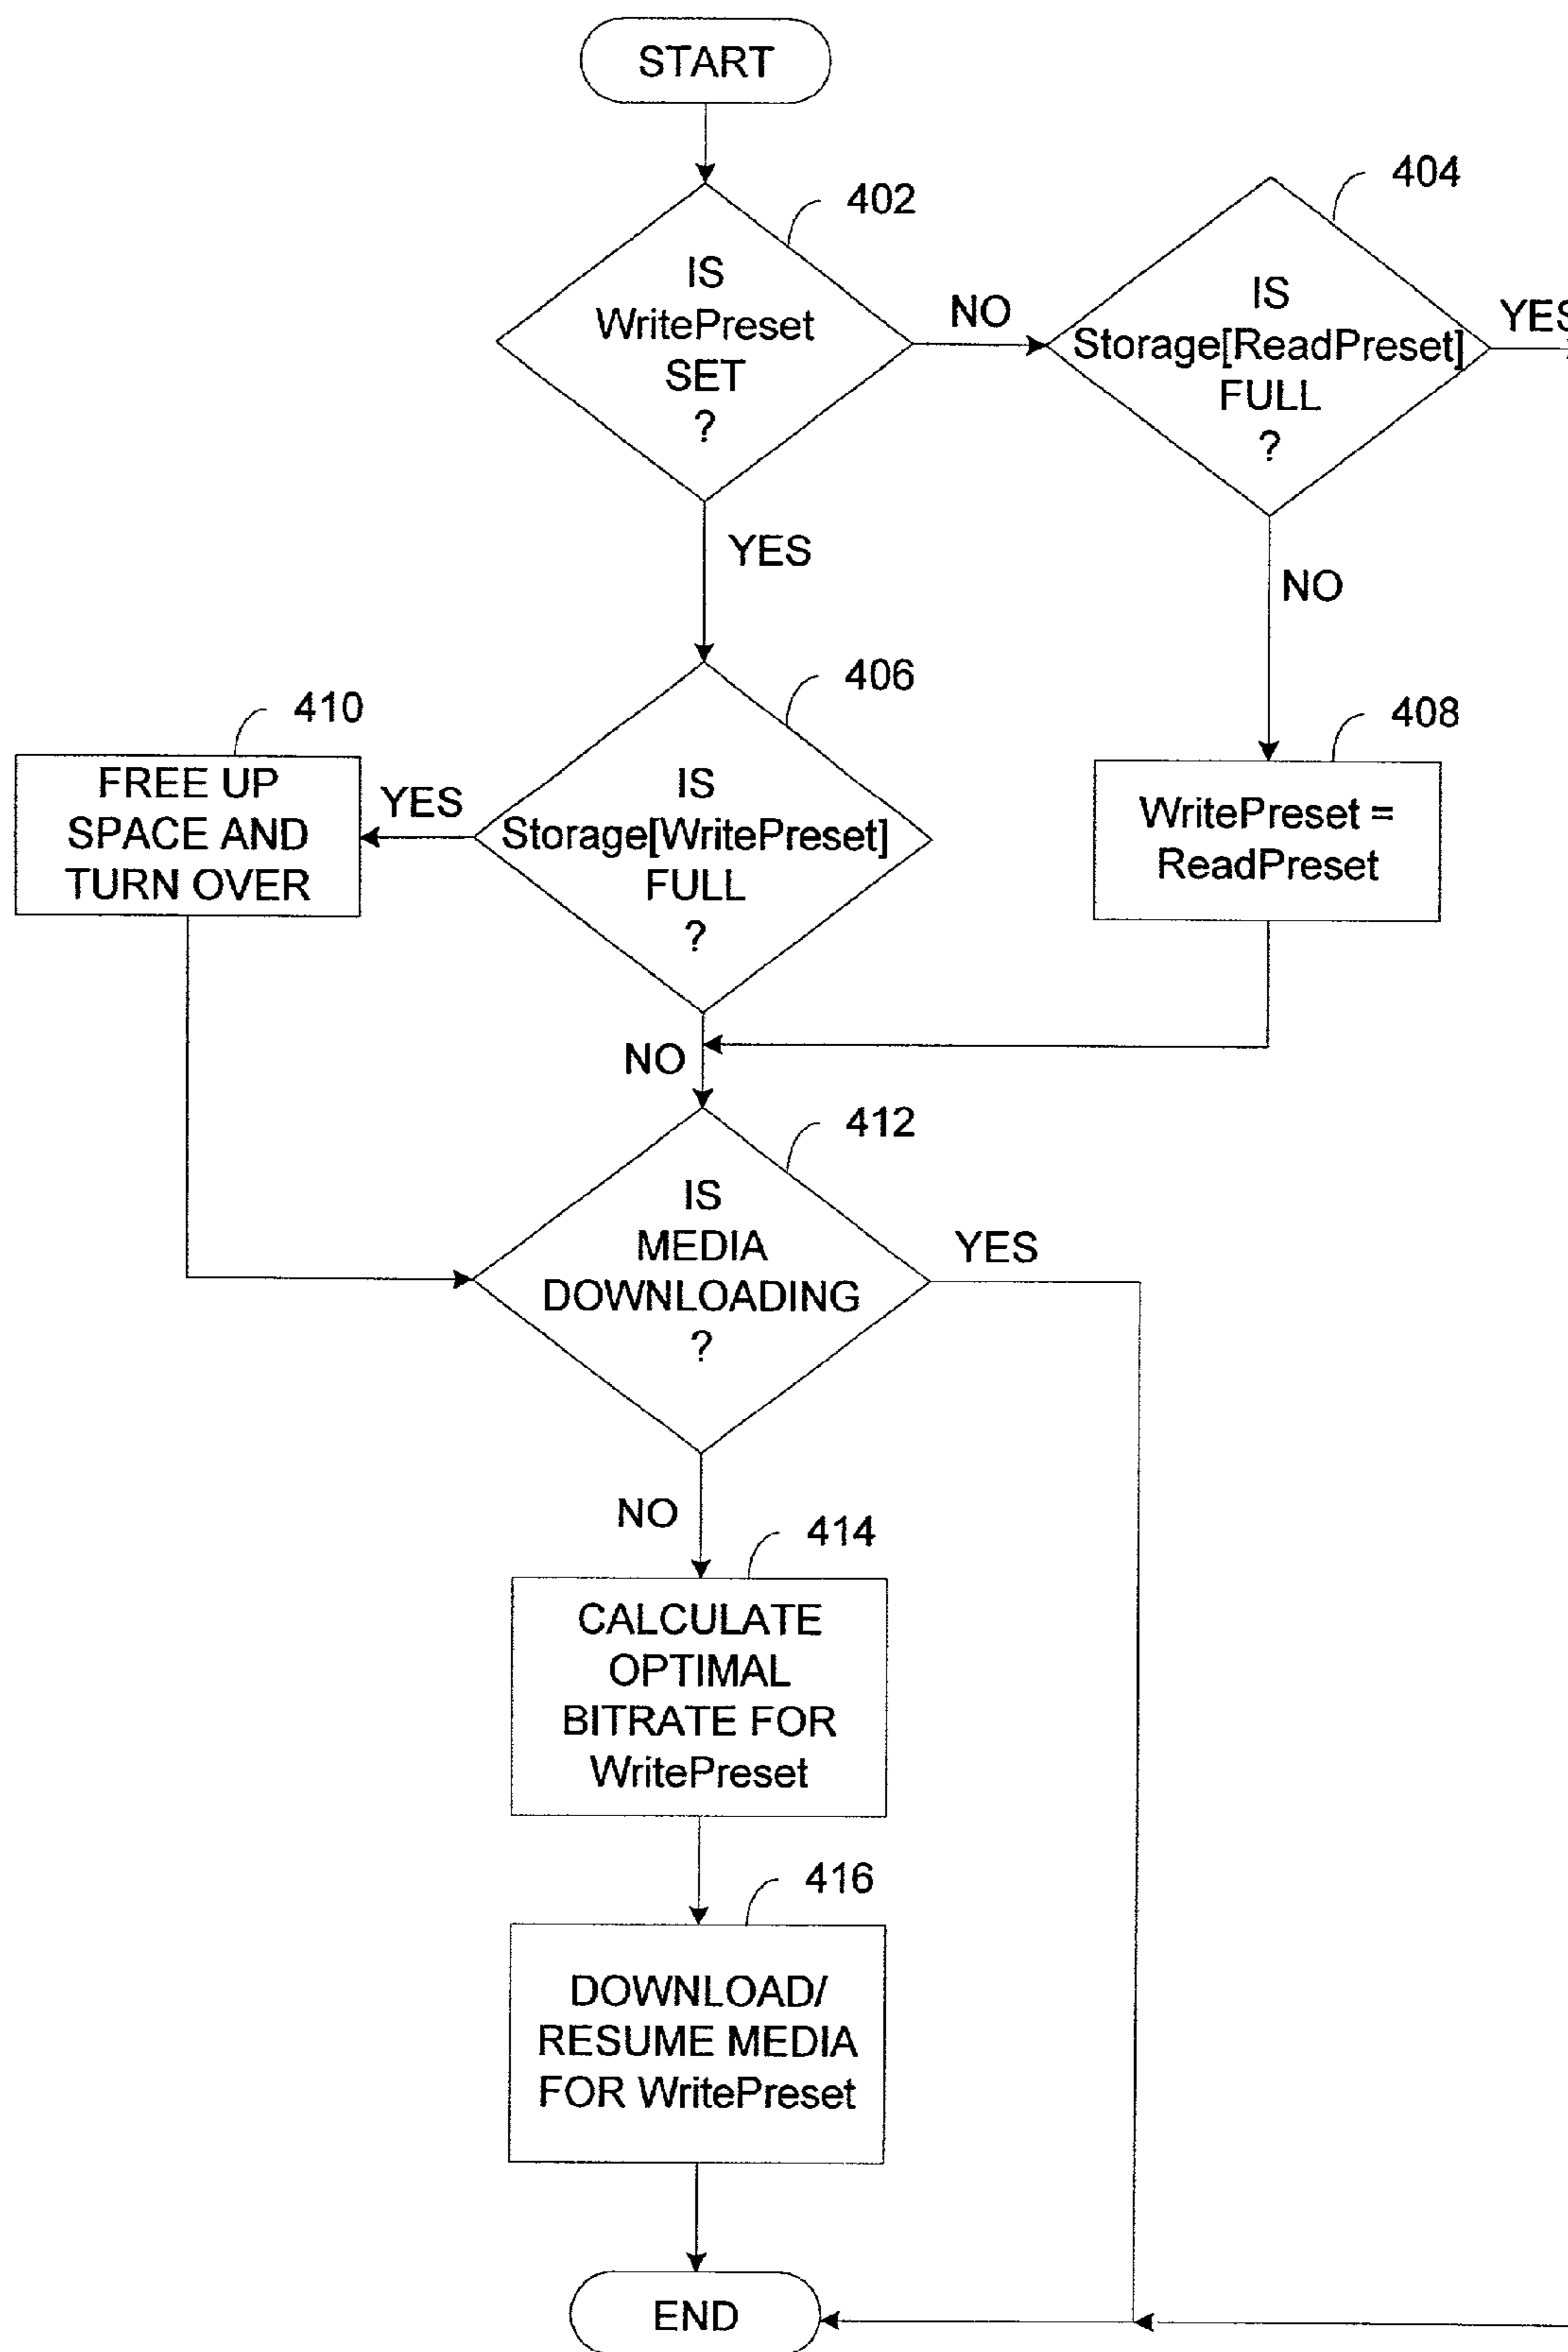 START
402
IS
WritePreset
SET
?
NO
404
IS
Storage[ReadPreset]
FULL
?
YES
YES
NO
406
IS
Storage[WritePreset]
FULL
?
YES
410
FREE UP
SPACE AND
TURN OVER
408
WritePreset =
ReadPreset
NO
412
IS
MEDIA
DOWNLOADING
?
YES
NO
414
CALCULATE
OPTIMAL
BITRATE FOR
WritePreset
416
DOWNLOAD/
RESUME MEDIA
FOR WritePreset
END